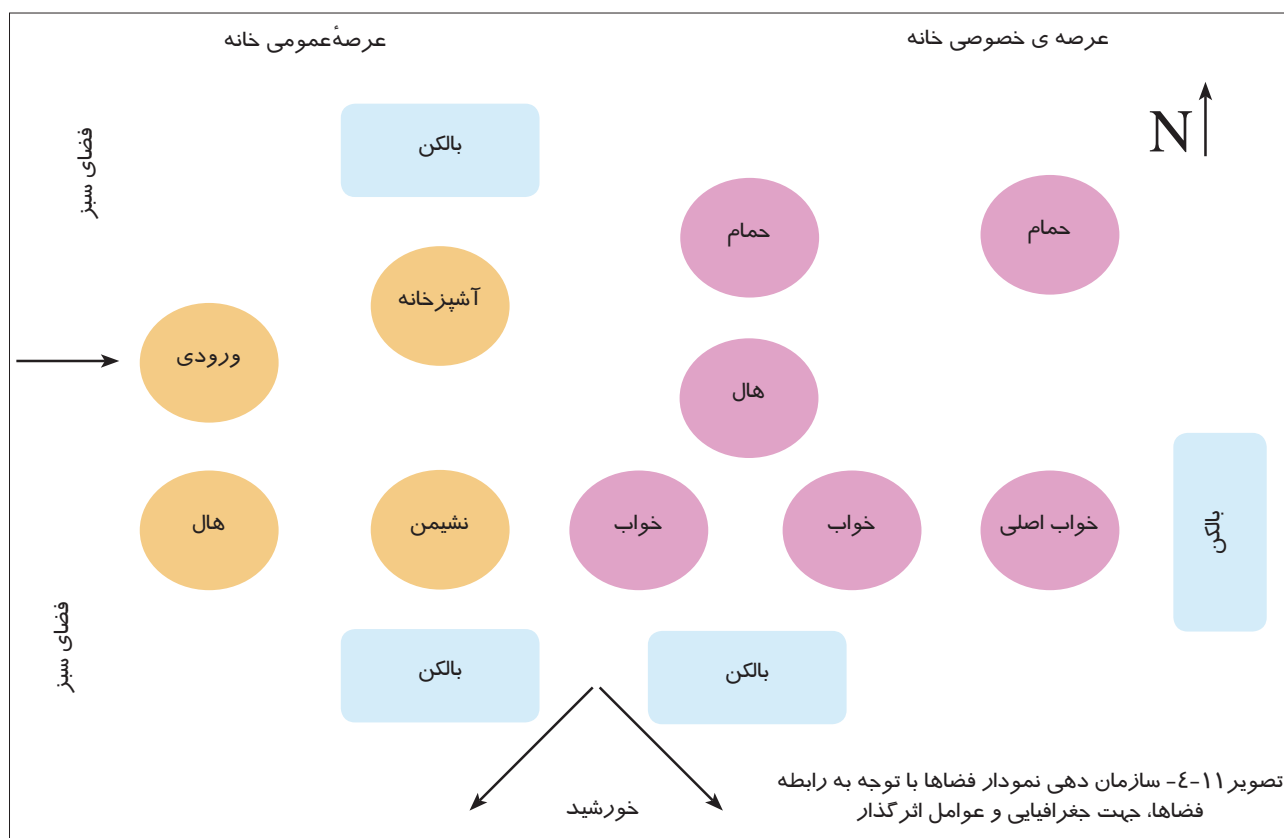 عرصهٔ عمومی خانه
عرصه ی خصوصی خانه
N
فضای سبز
بالکن
حمام
حمام
آشپزخانه
ورودی
هال
هال
نشیمن
خواب
خواب
خواب اصلی
بالکن
فضای سبز
بالکن
بالکن
خورشید
تصویر ۱۱-٤- سازمان دهی نمودار فضاها با توجه به رابطه
فضاها، جهت جغرافیایی و عوامل اثر گذار